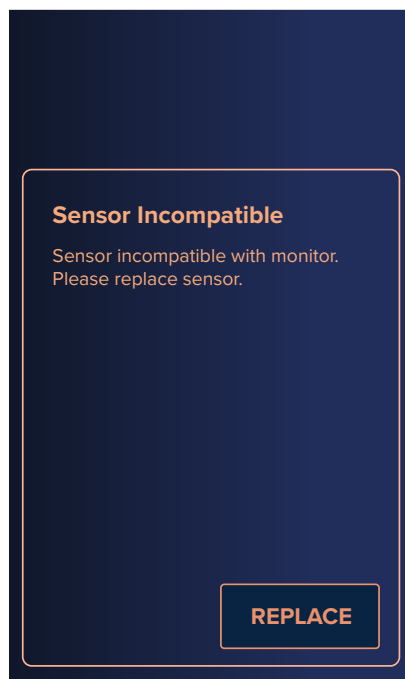 Sensor Incompatible
Sensor incompatible with monitor.
Please replace sensor.
REPLACE